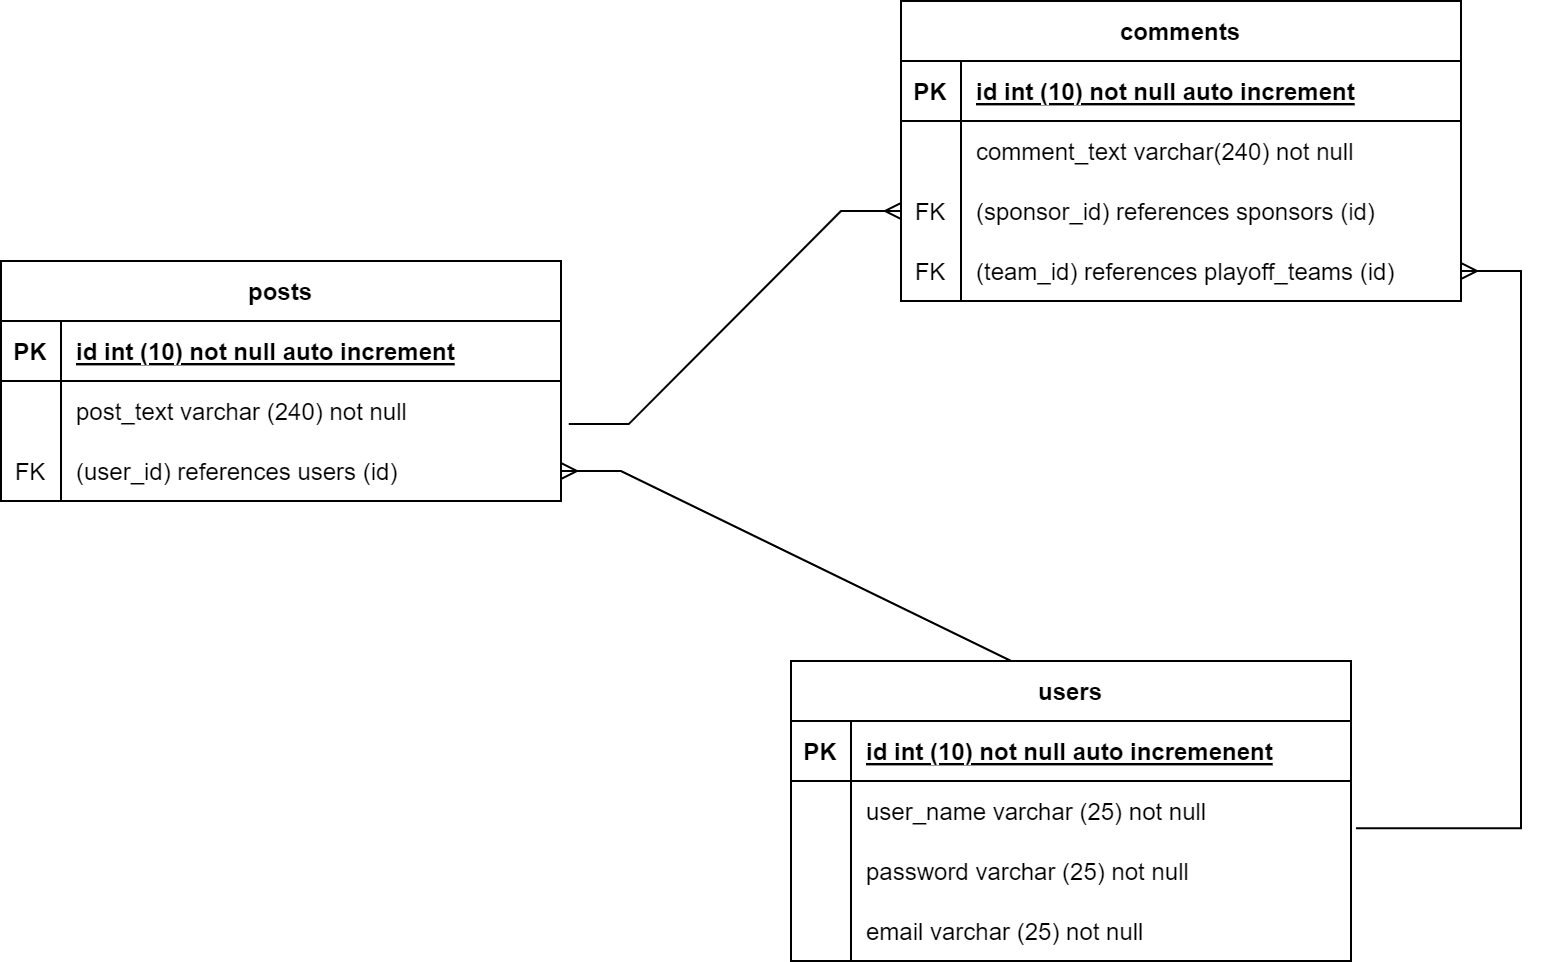 comments
PK id int (10) not null auto increment
comment_text varchar(240) not null
FK (sponsor_id) references sponsors (id)
FK (team_id) references playoff_teams (id)
posts
PK id int (10) not null auto increment
post_text varchar (240) not null
FK (user_id) references users (id)
users
PK id int (10) not null auto incremenent
user_name varchar (25) not null
password varchar (25) not null
email varchar (25) not null